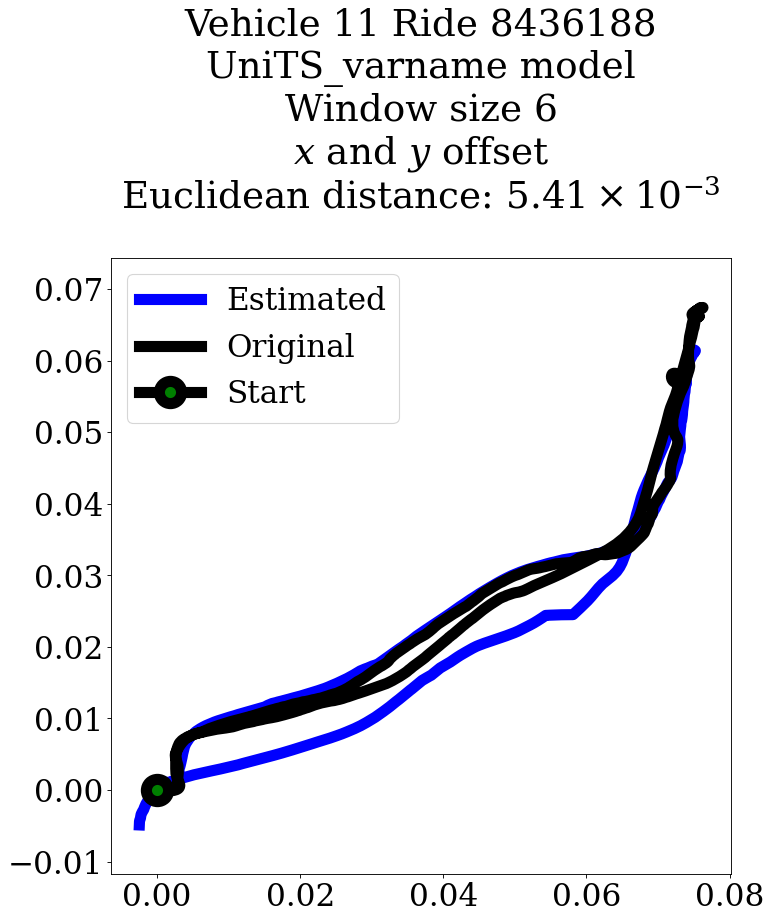 Vehicle 11 Ride 8436188
UniTS_varname model
Window size 6
x and y offset
Euclidean distance: 5.41 × 10⁻³
Estimated
Original
Start
0.07
0.06
0.05
0.04
0.03
0.02
0.01
0.00
−0.01
0.00 0.02 0.04 0.06 0.08